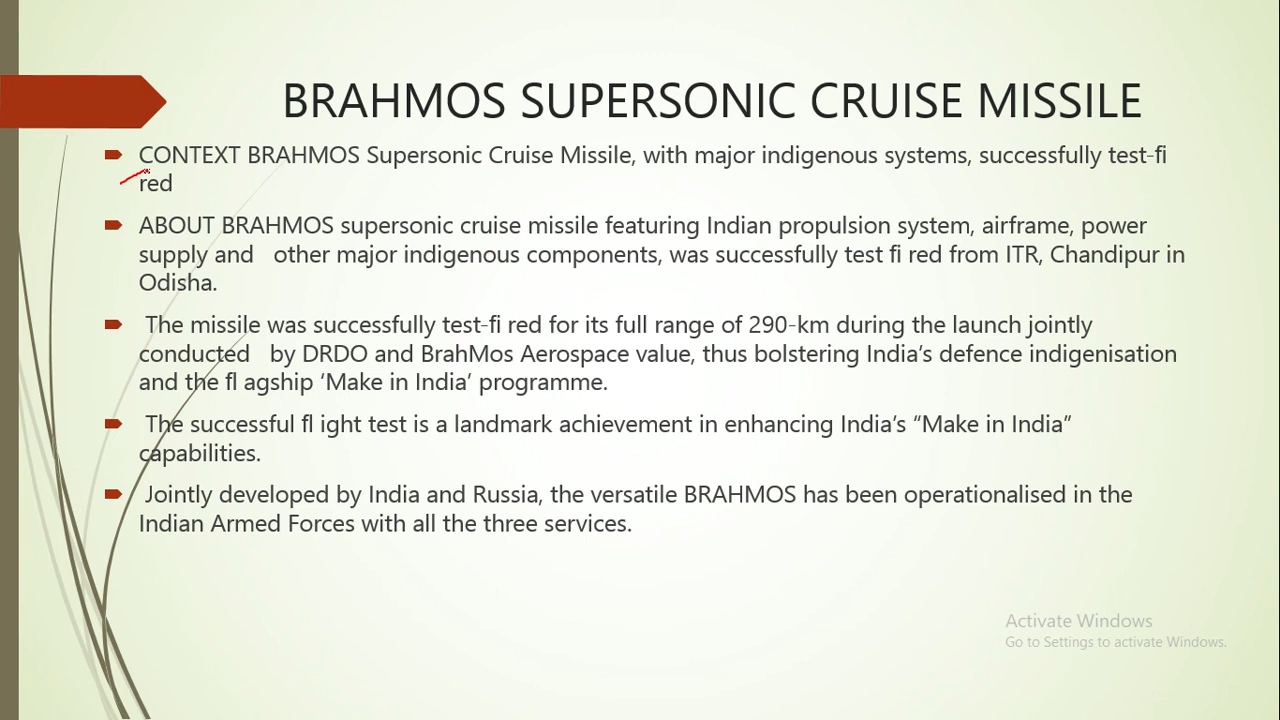 BRAHMOS SUPERSONIC CRUISE MISSILE
CONTEXT BRAHMOS Supersonic Cruise Missile, with major indigenous systems, successfully test-fi
red
ABOUT BRAHMOS supersonic cruise missile featuring Indian propulsion system, airframe, power
supply and other major indigenous components, was successfully test fi red from ITR, Chandipur in
Odisha.
The missile was successfully test-fi red for its full range of 290-km during the launch jointly
conducted by DRDO and BrahMos Aerospace value, thus bolstering India’s defence indigenisation
and the fl agship ‘Make in India’ programme.
The successful fl ight test is a landmark achievement in enhancing India’s “Make in India”
capabilities.
Jointly developed by India and Russia, the versatile BRAHMOS has been operationalised in the
Indian Armed Forces with all the three services.
Activate Windows
Go to Settings to activate Windows.